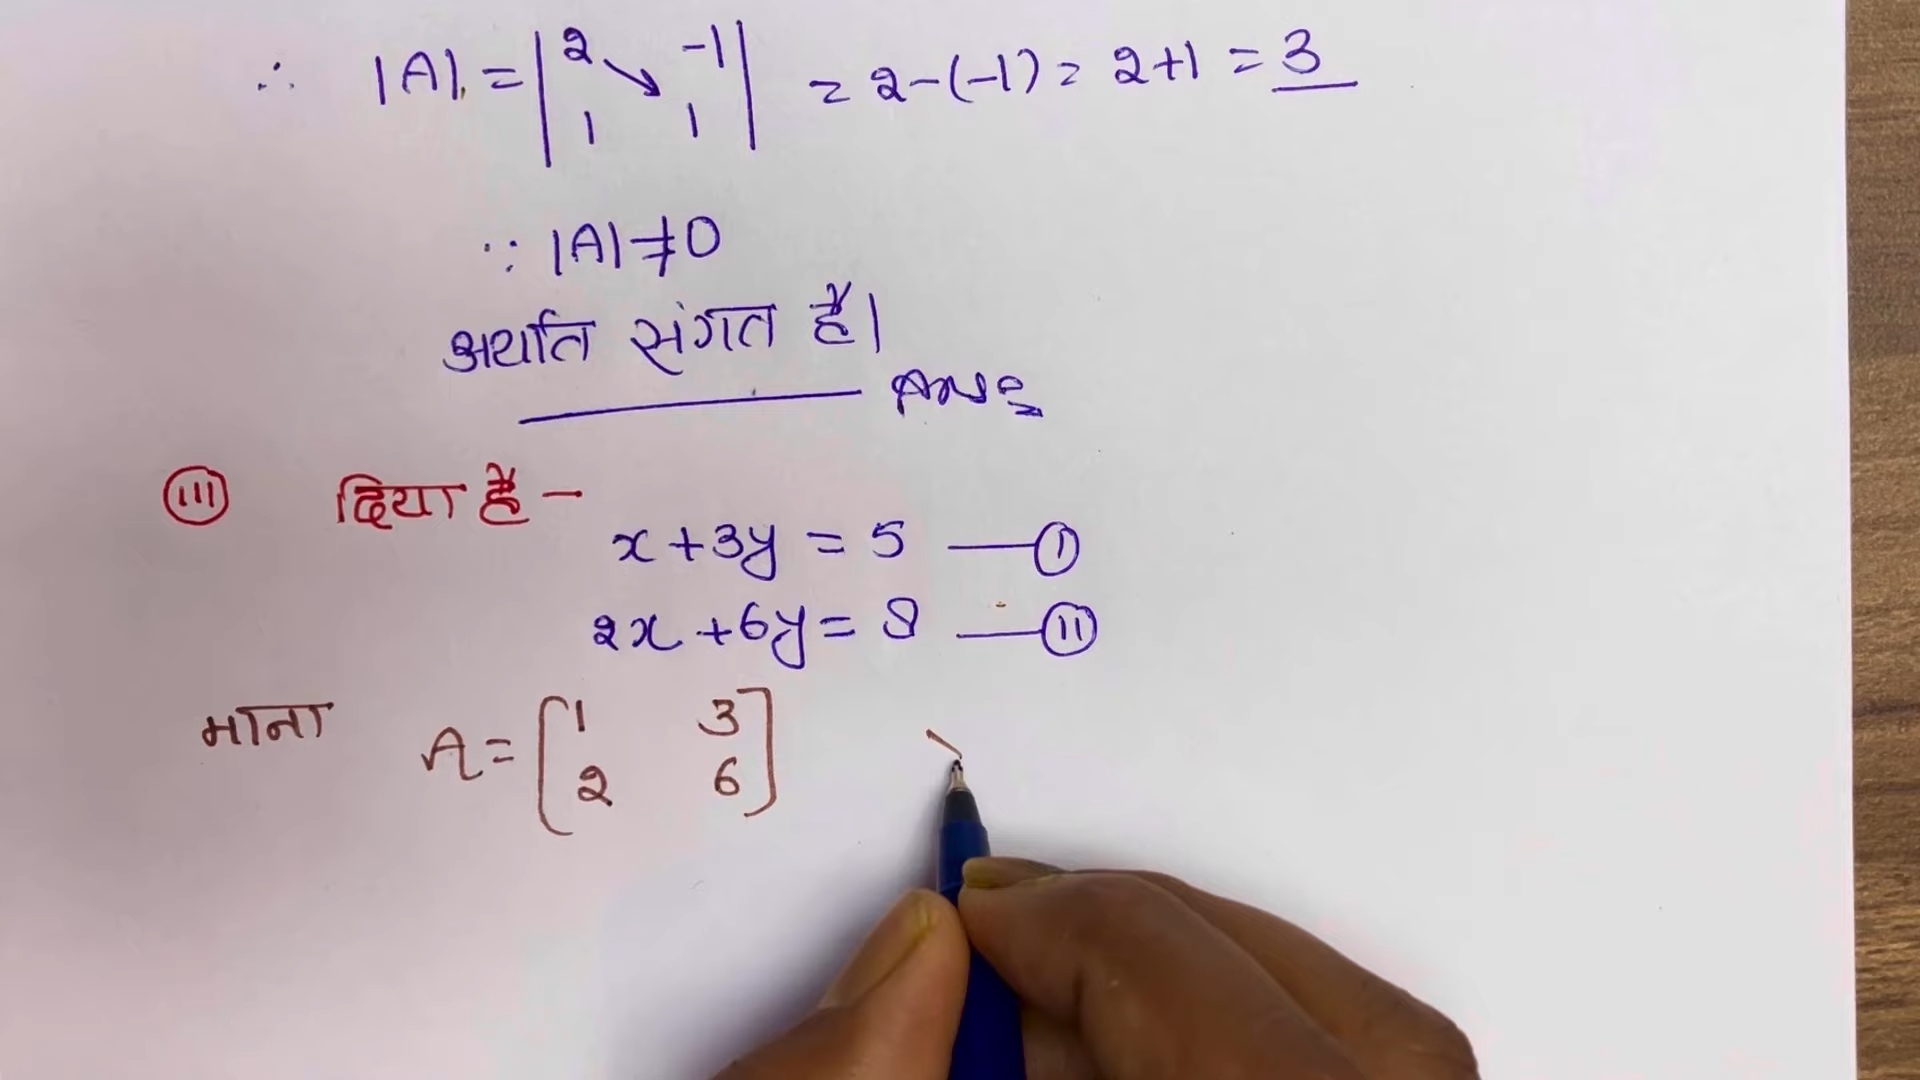 ∴ |A| = |2 -1| = 2-(-1) = 2+1 = 3
|1 1|
∵ |A| ≠ 0
अर्थात संगत है।
Ans
(iii) दिया है –
x + 3y = 5 — (i)
2x + 6y = 8 — (ii)
माना A = [1 3]
[2 6]